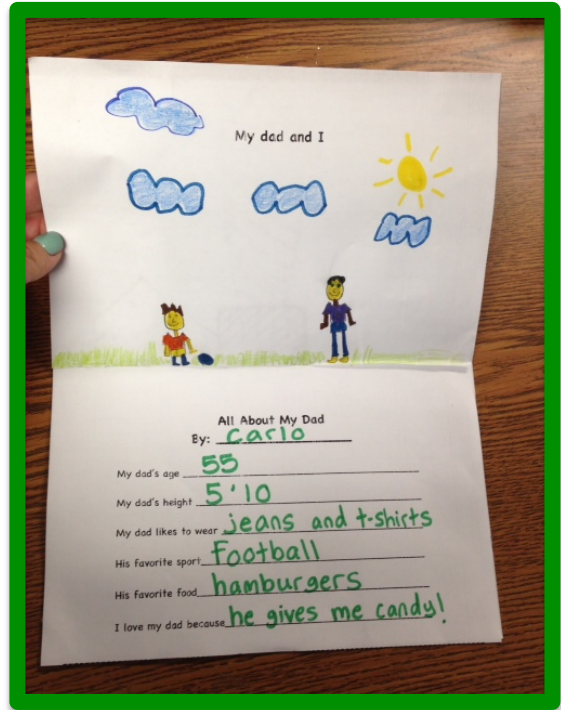 My dad and I
All About My Dad
By: Carlo
My dad's age 55
My dad's height 5'10
My dad likes to wear jeans and t-shirts
His favorite sport Football
His favorite food hamburgers
I love my dad because he gives me candy!